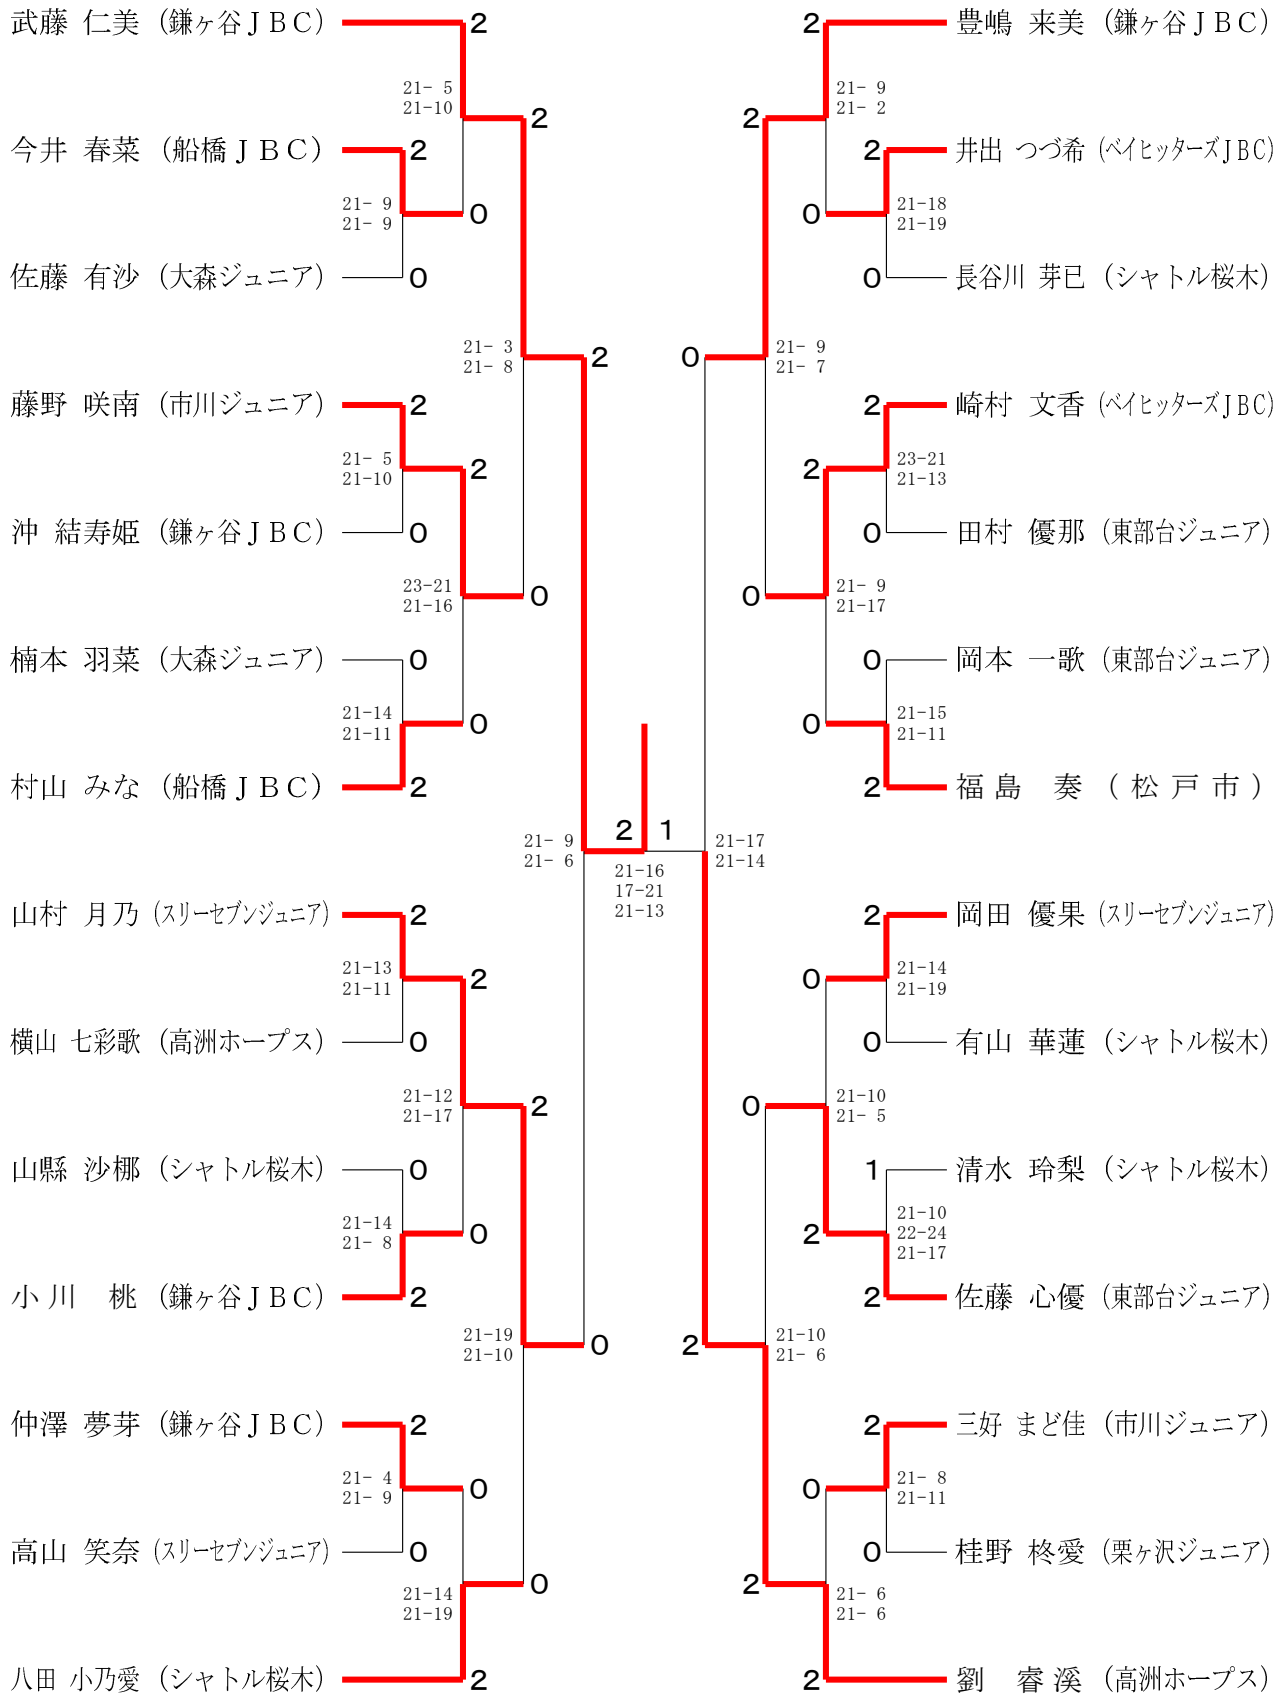 武藤 仁美 (鎌ヶ谷ＪＢＣ) 2
21- 5
21-10
2
今井 春菜 (船橋ＪＢＣ) 2
21- 9
21- 9
0
佐藤 有沙 (大森ジュニア) 0
21- 3
21- 8
2
藤野 咲南 (市川ジュニア) 2
21- 5
21-10
2
沖 結寿姫 (鎌ヶ谷ＪＢＣ) 0
23-21
21-16
0
楠本 羽菜 (大森ジュニア) 0
21-14
21-11
0
村山 みな (船橋ＪＢＣ) 2
21- 9
21- 6
2 1
21-16
17-21
21-13
山村 月乃 (スリーセブンジュニア) 2
21-13
21-11
2
横山 七彩歌 (高洲ホープス) 0
21-12
21-17
2
山縣 沙梛 (シャトル桜木) 0
21-14
21- 8
0
小川 桃 (鎌ヶ谷ＪＢＣ) 2
21-19
21-10
0
仲澤 夢芽 (鎌ヶ谷ＪＢＣ) 2
21- 4
21- 9
0
高山 笑奈 (スリーセブンジュニア) 0
21-14
21-19
0
八田 小乃愛 (シャトル桜木) 2
2 豊嶋 来美 (鎌ヶ谷ＪＢＣ)
21- 9
21- 2
2
2 井出 つづ希 (ベイヒッターズＪＢＣ)
21-18
21-19
0
0 長谷川 芽已 (シャトル桜木)
21- 9
21- 7
0
2 崎村 文香 (ベイヒッターズＪＢＣ)
23-21
21-13
2
0 田村 優那 (東部台ジュニア)
21- 9
21-17
0
0 岡本 一歌 (東部台ジュニア)
21-15
21-11
0
2 福島 奏 (松戸市)
21-17
21-14
2 岡田 優果 (スリーセブンジュニア)
21-14
21-19
0
0 有山 華蓮 (シャトル桜木)
21-10
21- 5
0
1 清水 玲梨 (シャトル桜木)
21-10
22-24
21-17
2
2 佐藤 心優 (東部台ジュニア)
21-10
21- 6
2
2 三好 まど佳 (市川ジュニア)
21- 8
21-11
0
0 桂野 柊愛 (栗ヶ沢ジュニア)
21- 6
21- 6
2
2 劉 睿溪 (高洲ホープス)